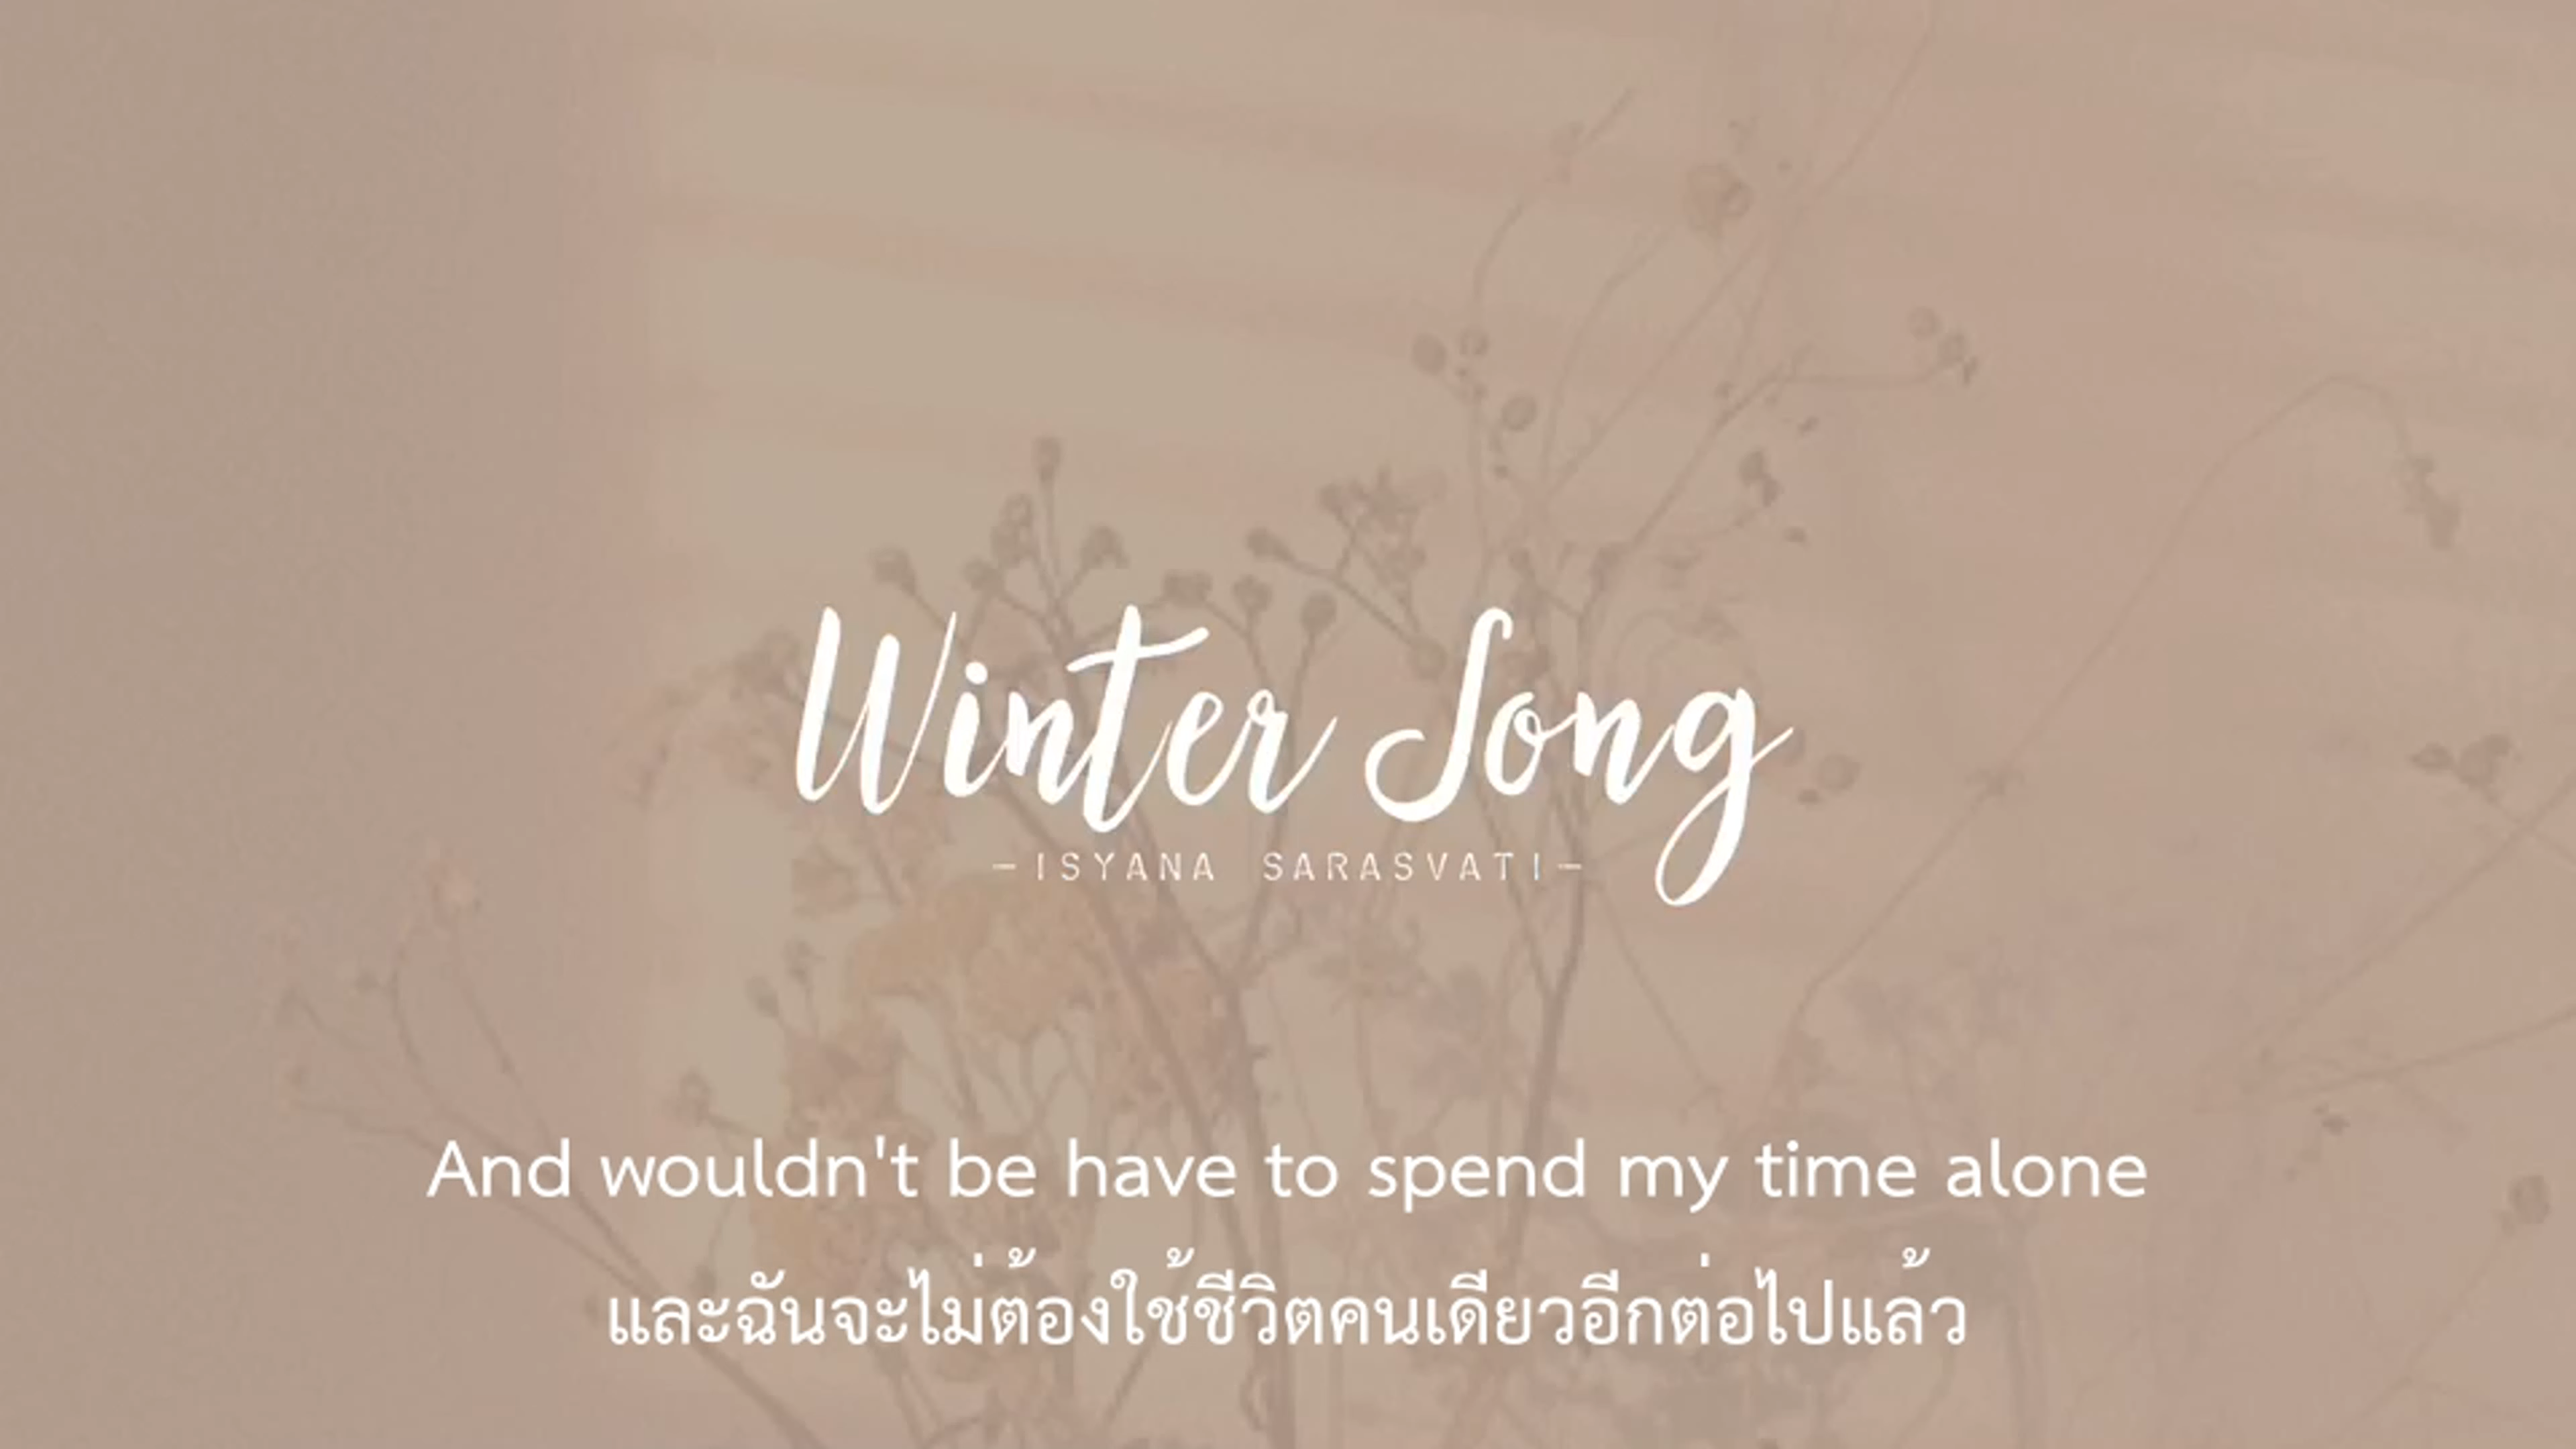 Winter Song
-ISYANA SARASVATI-
And wouldn't be have to spend my time alone
และฉันจะไม่ต้องใช้ชีวิตคนเดียวอีกต่อไปแล้ว